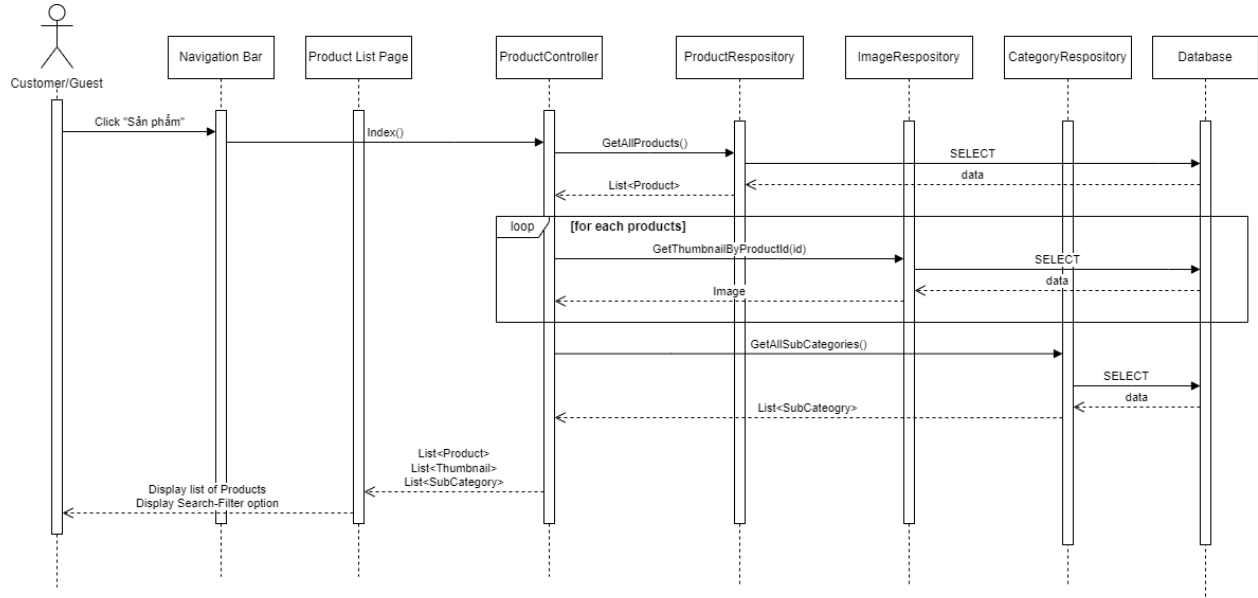 Customer/Guest
Navigation Bar
Product List Page
ProductController
ProductRespository
ImageRespository
CategoryRespository
Database
Click "Sản phẩm"
Index()
GetAllProducts()
SELECT
data
List<Product>
loop
[for each products]
GetThumbnailByProductId(id)
SELECT
data
Image
GetAllSubCategories()
SELECT
data
List<SubCateogry>
List<Product>
List<Thumbnail>
List<SubCategory>
Display list of Products
Display Search-Filter option